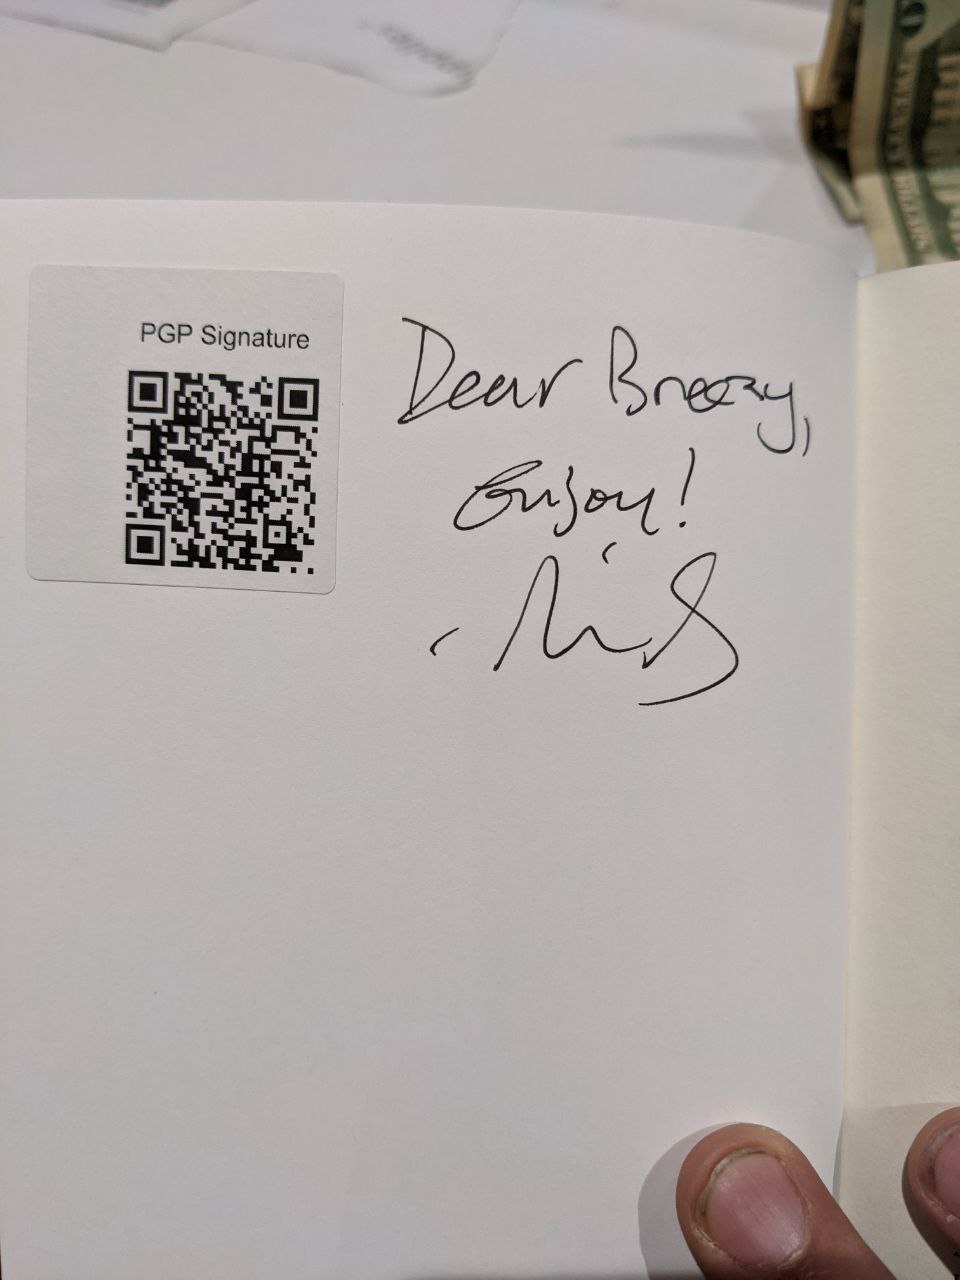 PGP Signature
Dear Breezy,
Enjoy!